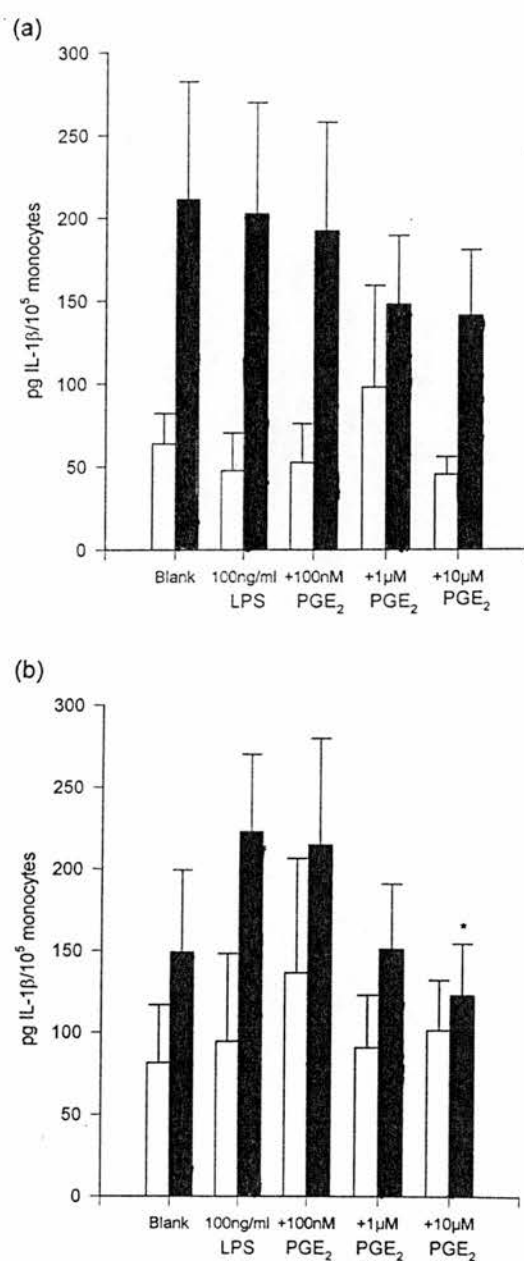 (a)
300
250
200
150
100
50
0
pg IL-1β/10⁵ monocytes
Blank 100ng/ml +100nM +1µM +10µM
LPS PGE₂ PGE₂ PGE₂
(b)
300
250
200
150
100
50
0
pg IL-1β/10⁵ monocytes
*
Blank 100ng/ml +100nM +1µM +10µM
LPS PGE₂ PGE₂ PGE₂